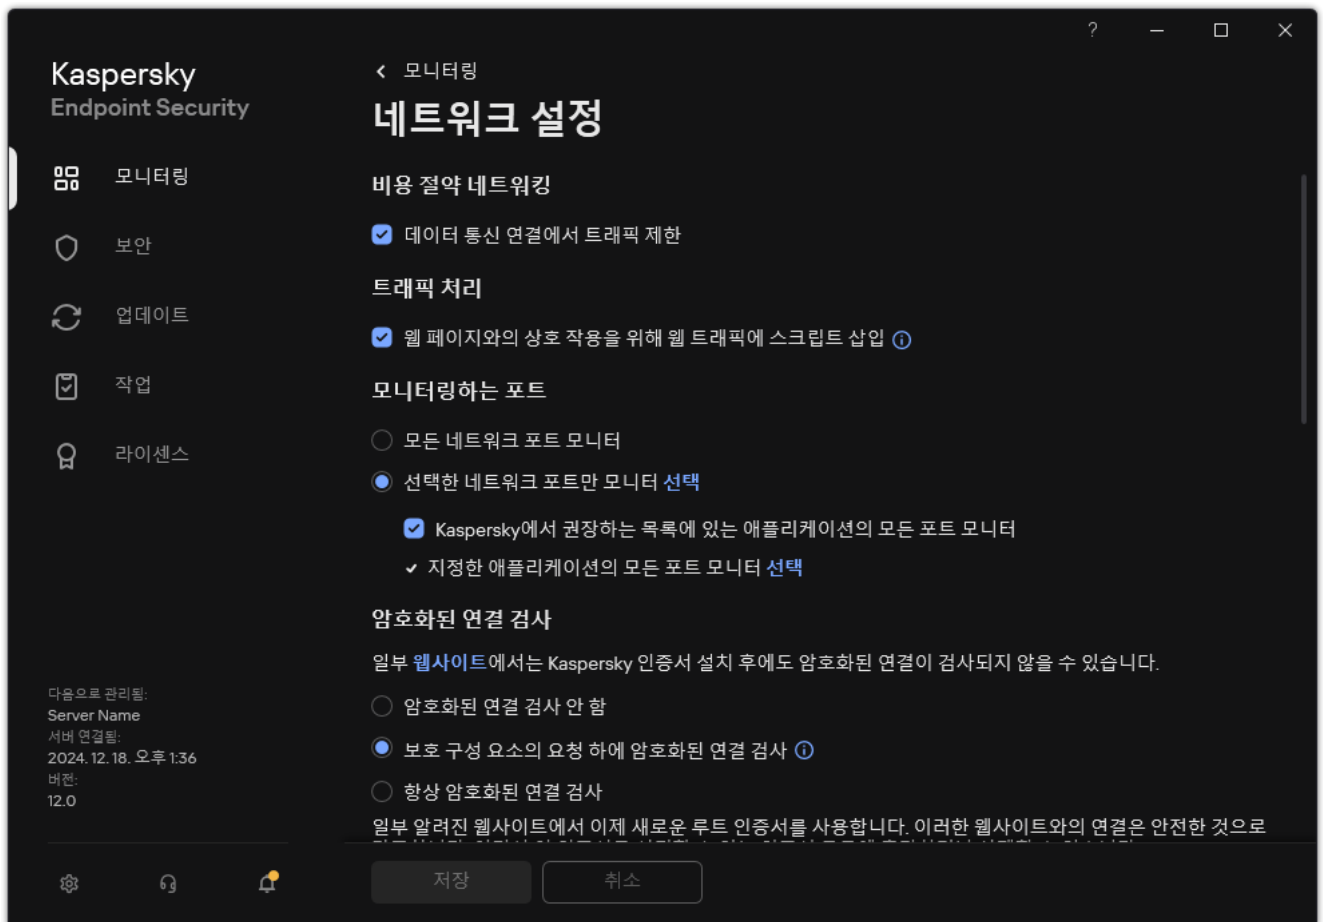 ?
Kaspersky
Endpoint Security
모니터링
보안
업데이트
작업
라이센스
다음으로 관리됨:
Server Name
서버 연결됨:
2024. 12. 18. 오후 1:36
버전:
12.0
모니터링
네트워크 설정
비용 절약 네트워킹
데이터 통신 연결에서 트래픽 제한
트래픽 처리
웹 페이지와의 상호 작용을 위해 웹 트래픽에 스크립트 삽입
모니터링하는 포트
모든 네트워크 포트 모니터
선택한 네트워크 포트만 모니터 선택
Kaspersky에서 권장하는 목록에 있는 애플리케이션의 모든 포트 모니터
지정한 애플리케이션의 모든 포트 모니터 선택
암호화된 연결 검사
일부 웹사이트에서는 Kaspersky 인증서 설치 후에도 암호화된 연결이 검사되지 않을 수 있습니다.
암호화된 연결 검사 안 함
보호 구성 요소의 요청 하에 암호화된 연결 검사
항상 암호화된 연결 검사
일부 알려진 웹사이트에서 이제 새로운 루트 인증서를 사용합니다. 이러한 웹사이트와의 연결은 안전한 것으로
저장
취소